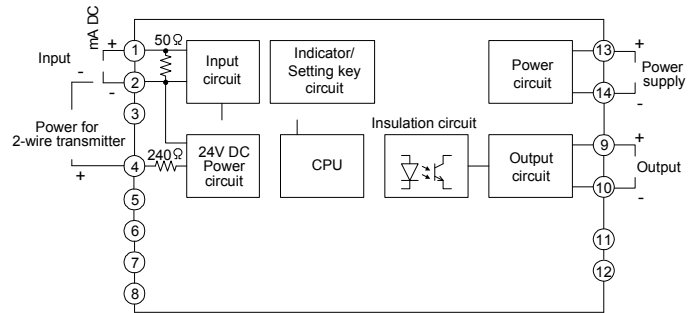 mA DC
Input
+
-
-
Power for
2-wire transmitter
+
1
2
3
4
5
6
7
8
50Ω
240Ω
Input
circuit
Indicator/
Setting key
circuit
24V DC
Power
circuit
CPU
Insulation circuit
Power
circuit
Output
circuit
13
14
9
10
11
12
+
Power
supply
-
+
Output
-